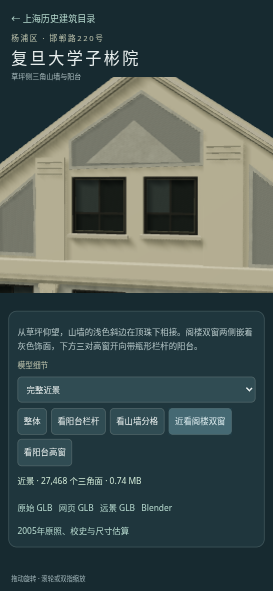 ← 上海历史建筑目录
杨浦区 · 邯郸路220号
复旦大学子彬院
草坪侧三角山墙与阳台
从草坪仰望，山墙的浅色斜边在顶珠下相接。阁楼双窗两侧嵌着
灰色饰面，下方三对高窗开向带瓶形栏杆的阳台。
模型细节
完整近景
整体 看阳台栏杆 看山墙分格 近看阁楼双窗
看阳台高窗
近景 · 27,468 个三角面 · 0.74 MB
原始 GLB 网页 GLB 远景 GLB Blender
2005年原照、校史与尺寸估算
拖动旋转 · 滚轮或双指缩放